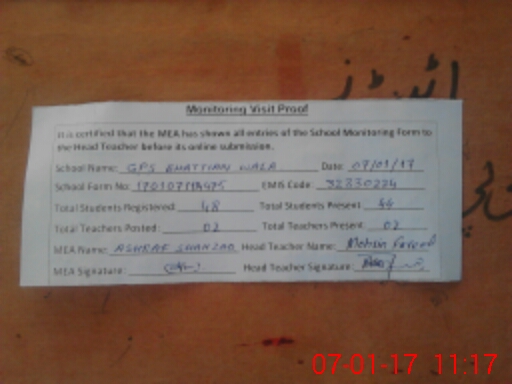 Monitoring Visit Proof
It is certified that the MEA has shown all entries of the School Monitoring Form to
the Head Teacher before its online submission.
School Name: GPS BHATTIAN WALA Date: 07/01/17
School Form No: EMIS Code: 32330224
Total Students Registered: 48 Total Students Present: 44
Total Teachers Posted: 02 Total Teachers Present: 02
MEA Name: ASHRAF SHAHZAD Head Teacher Name: Mohsin Fareed
MEA Signature: Head Teacher Signature:
07-01-17 11:17